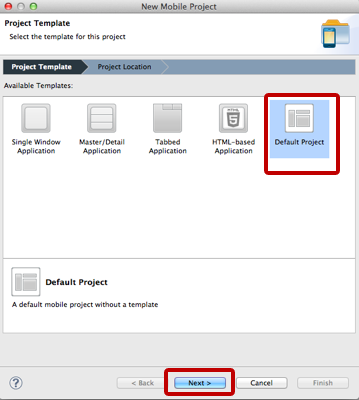 New Mobile Project
Project Template
Select the template for this project
Project Template
Project Location
Available Templates:
Single Window
Application
Master/Detail
Application
Tabbed
Application
HTML-based
Application
Default Project
Default Project
A default mobile project without a template
?
< Back
Next >
Cancel
Finish